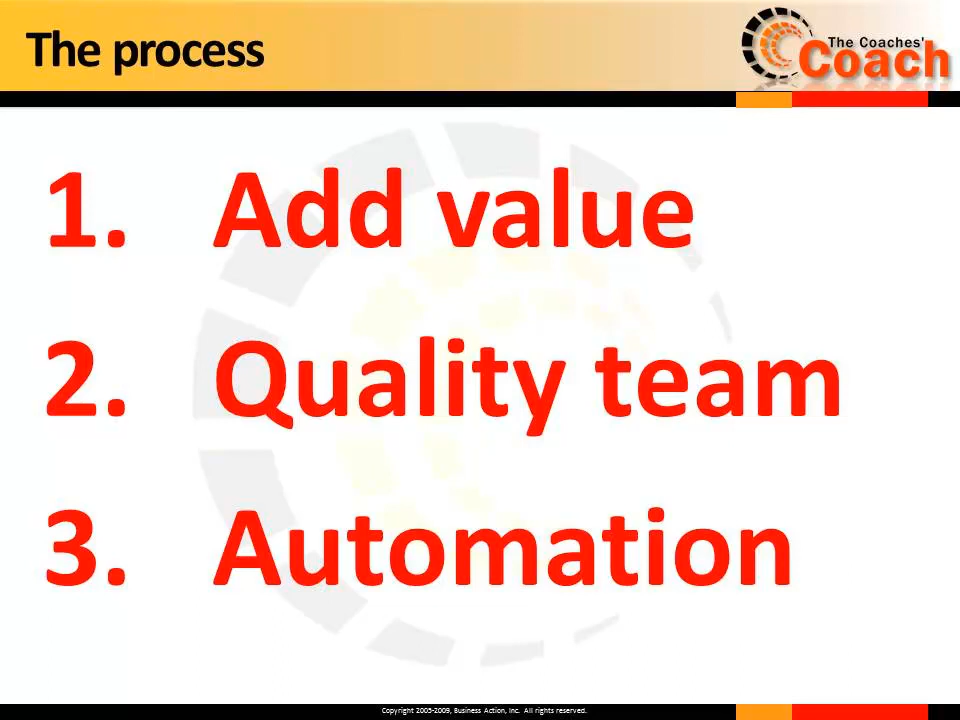 The process
The Coaches'
Coach
1. Add value
2. Quality team
3. Automation
Copyright 2005-2009, Business Action, Inc. All rights reserved.